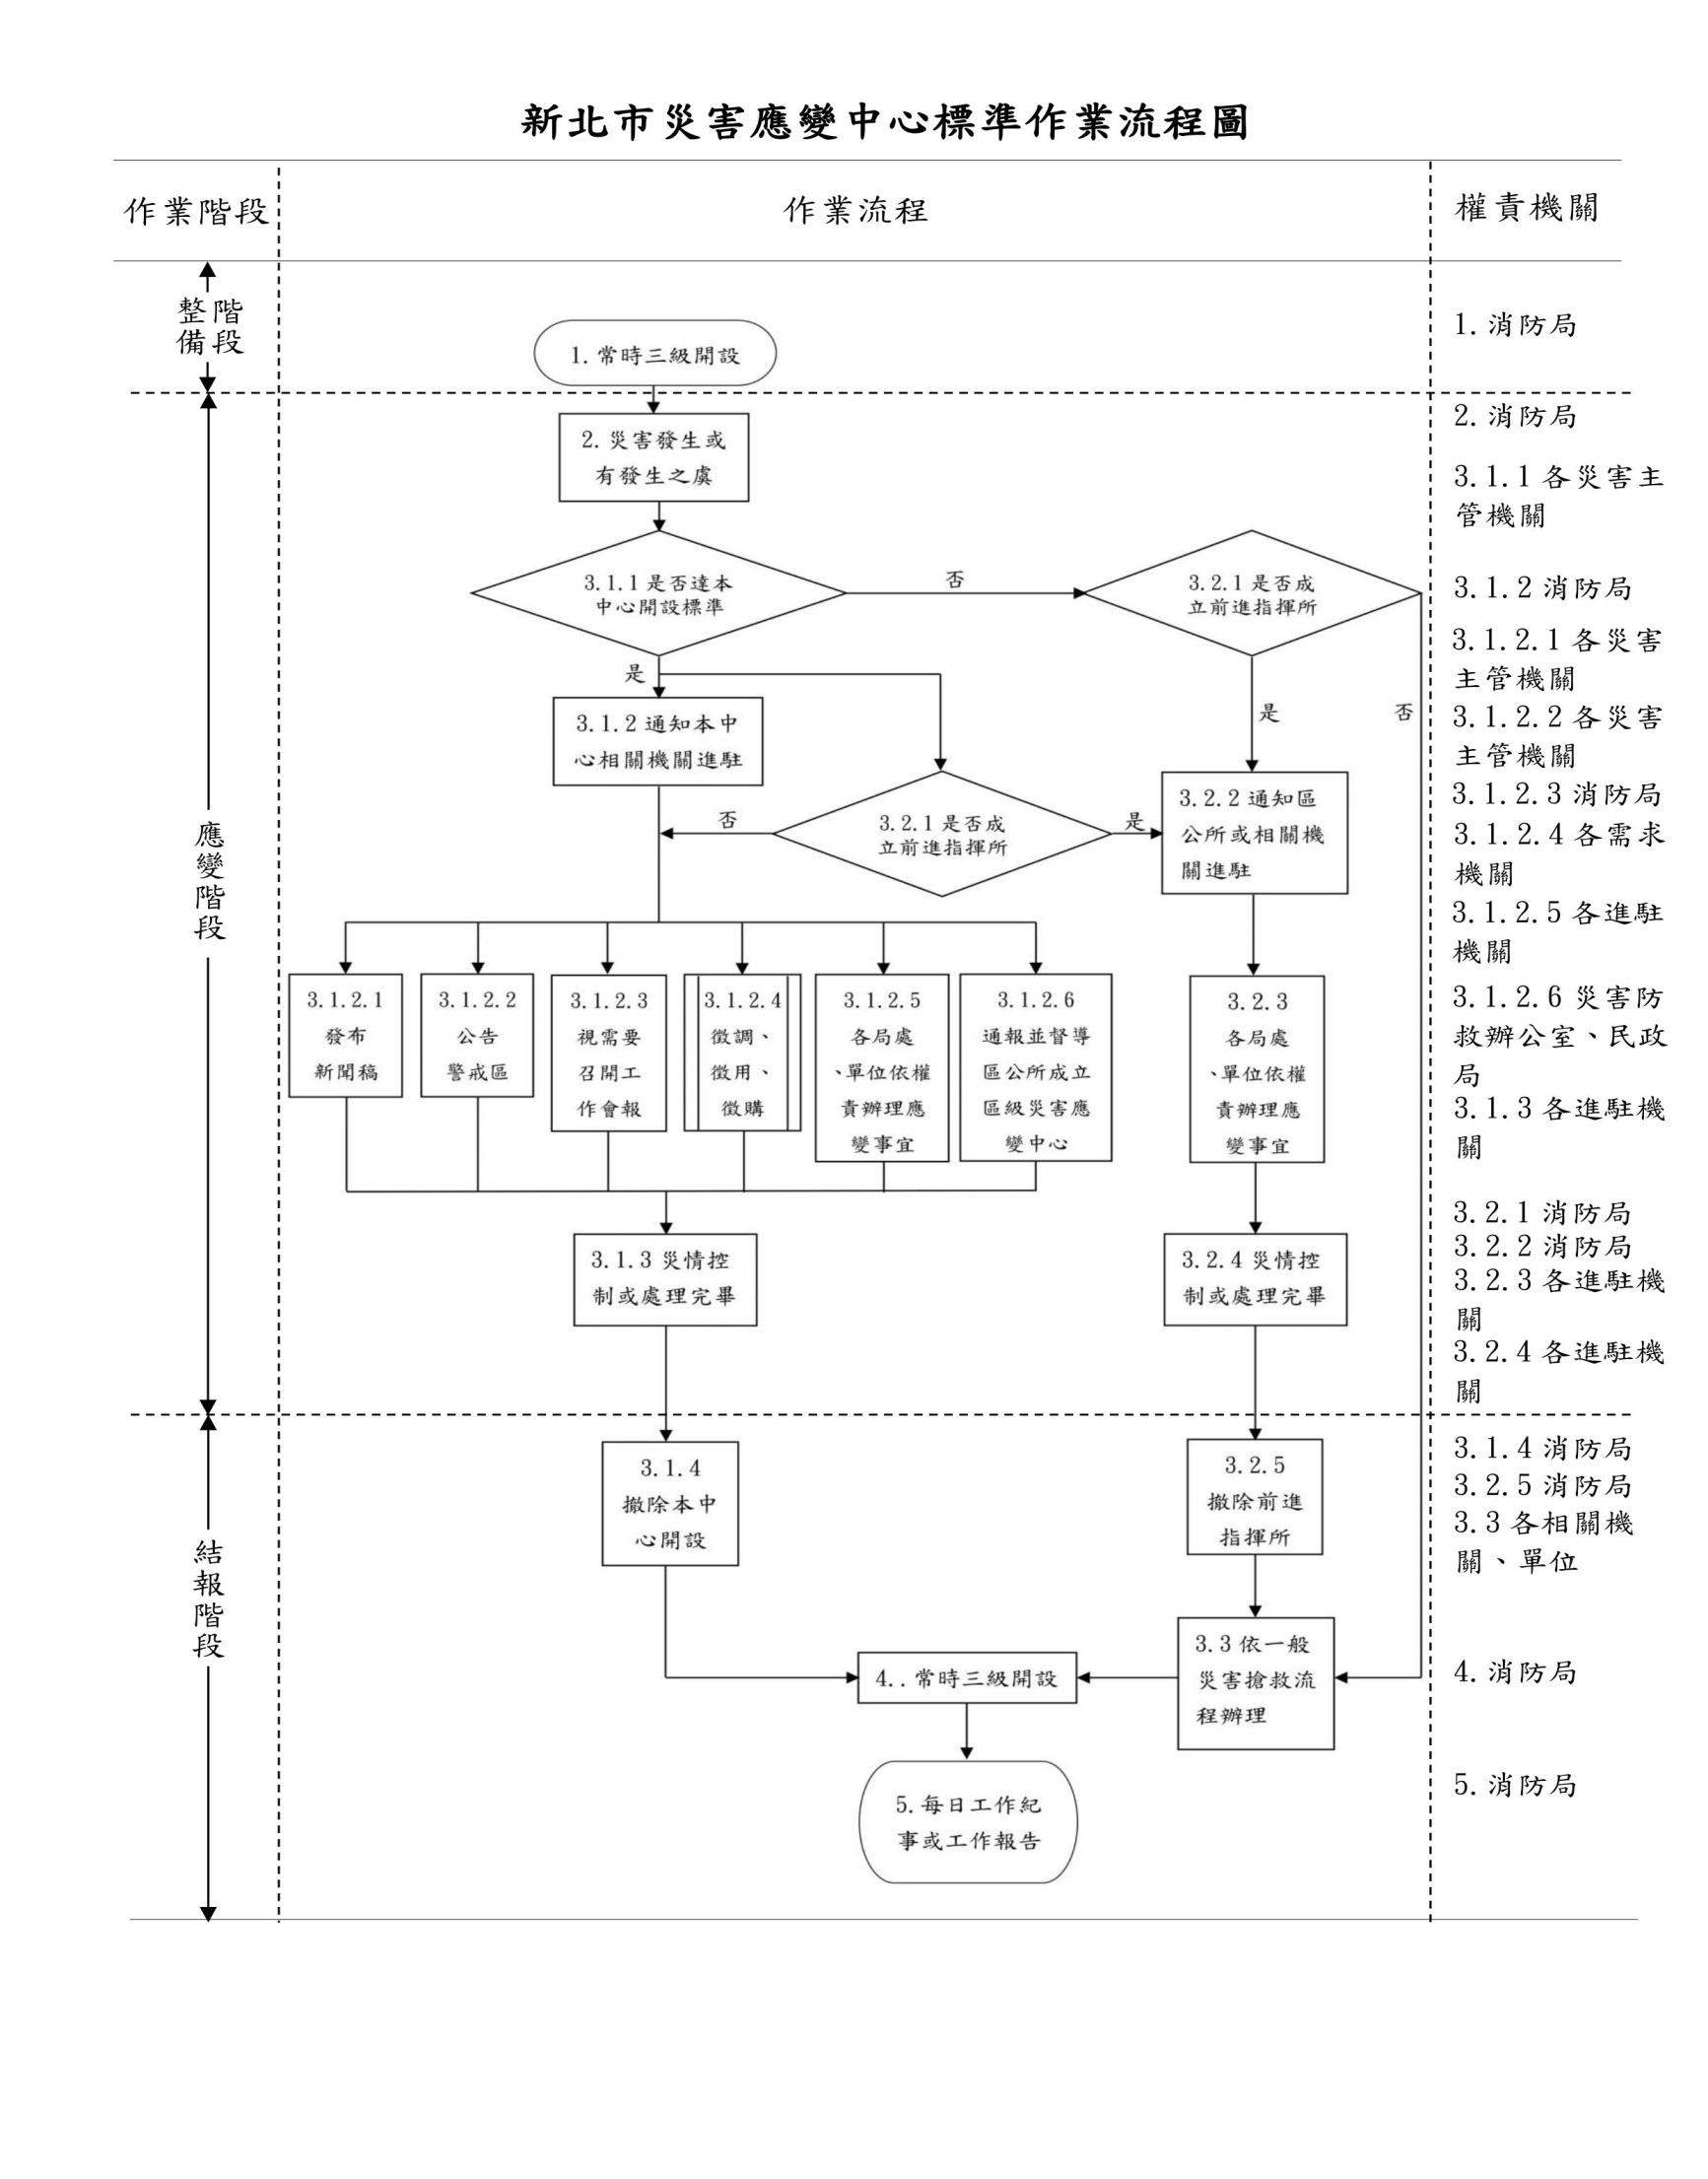 新北市災害應變中心標準作業流程圖
作業階段
作業流程
權責機關
整階
備段
1.常時三級開設
1.消防局
應
變
階
段
2.災害發生或
有發生之虞
3.1.1是否達本
中心開設標準
否
3.2.1是否成
立前進指揮所
是
是
否
3.1.2通知本中
心相關機關進駐
否
3.2.1是否成
立前進指揮所
是
3.2.2通知區
公所或相關機
關進駐
3.1.2.1
發布
新聞稿
3.1.2.2
公告
警戒區
3.1.2.3
視需要
召開工
作會報
3.1.2.4
徵調、
徵用、
徵購
3.1.2.5
各局處
、單位依權
責辦理應
變事宜
3.1.2.6
通報並督導
區公所成立
區級災害應
變中心
3.2.3
各局處
、單位依權
責辦理應
變事宜
3.1.3災情控
制或處理完畢
3.2.4災情控
制或處理完畢
2.消防局
3.1.1各災害主
管機關
3.1.2消防局
3.1.2.1各災害
主管機關
3.1.2.2各災害
主管機關
3.1.2.3消防局
3.1.2.4各需求
機關
3.1.2.5各進駐
機關
3.1.2.6災害防
救辦公室、民政
局
3.1.3各進駐機
關
3.2.1消防局
3.2.2消防局
3.2.3各進駐機
關
3.2.4各進駐機
關
結
報
階
段
3.1.4
撤除本中
心開設
3.2.5
撤除前進
指揮所
3.3依一般
災害搶救流
程辦理
4..常時三級開設
5.每日工作紀
事或工作報告
3.1.4消防局
3.2.5消防局
3.3各相關機
關、單位
4.消防局
5.消防局